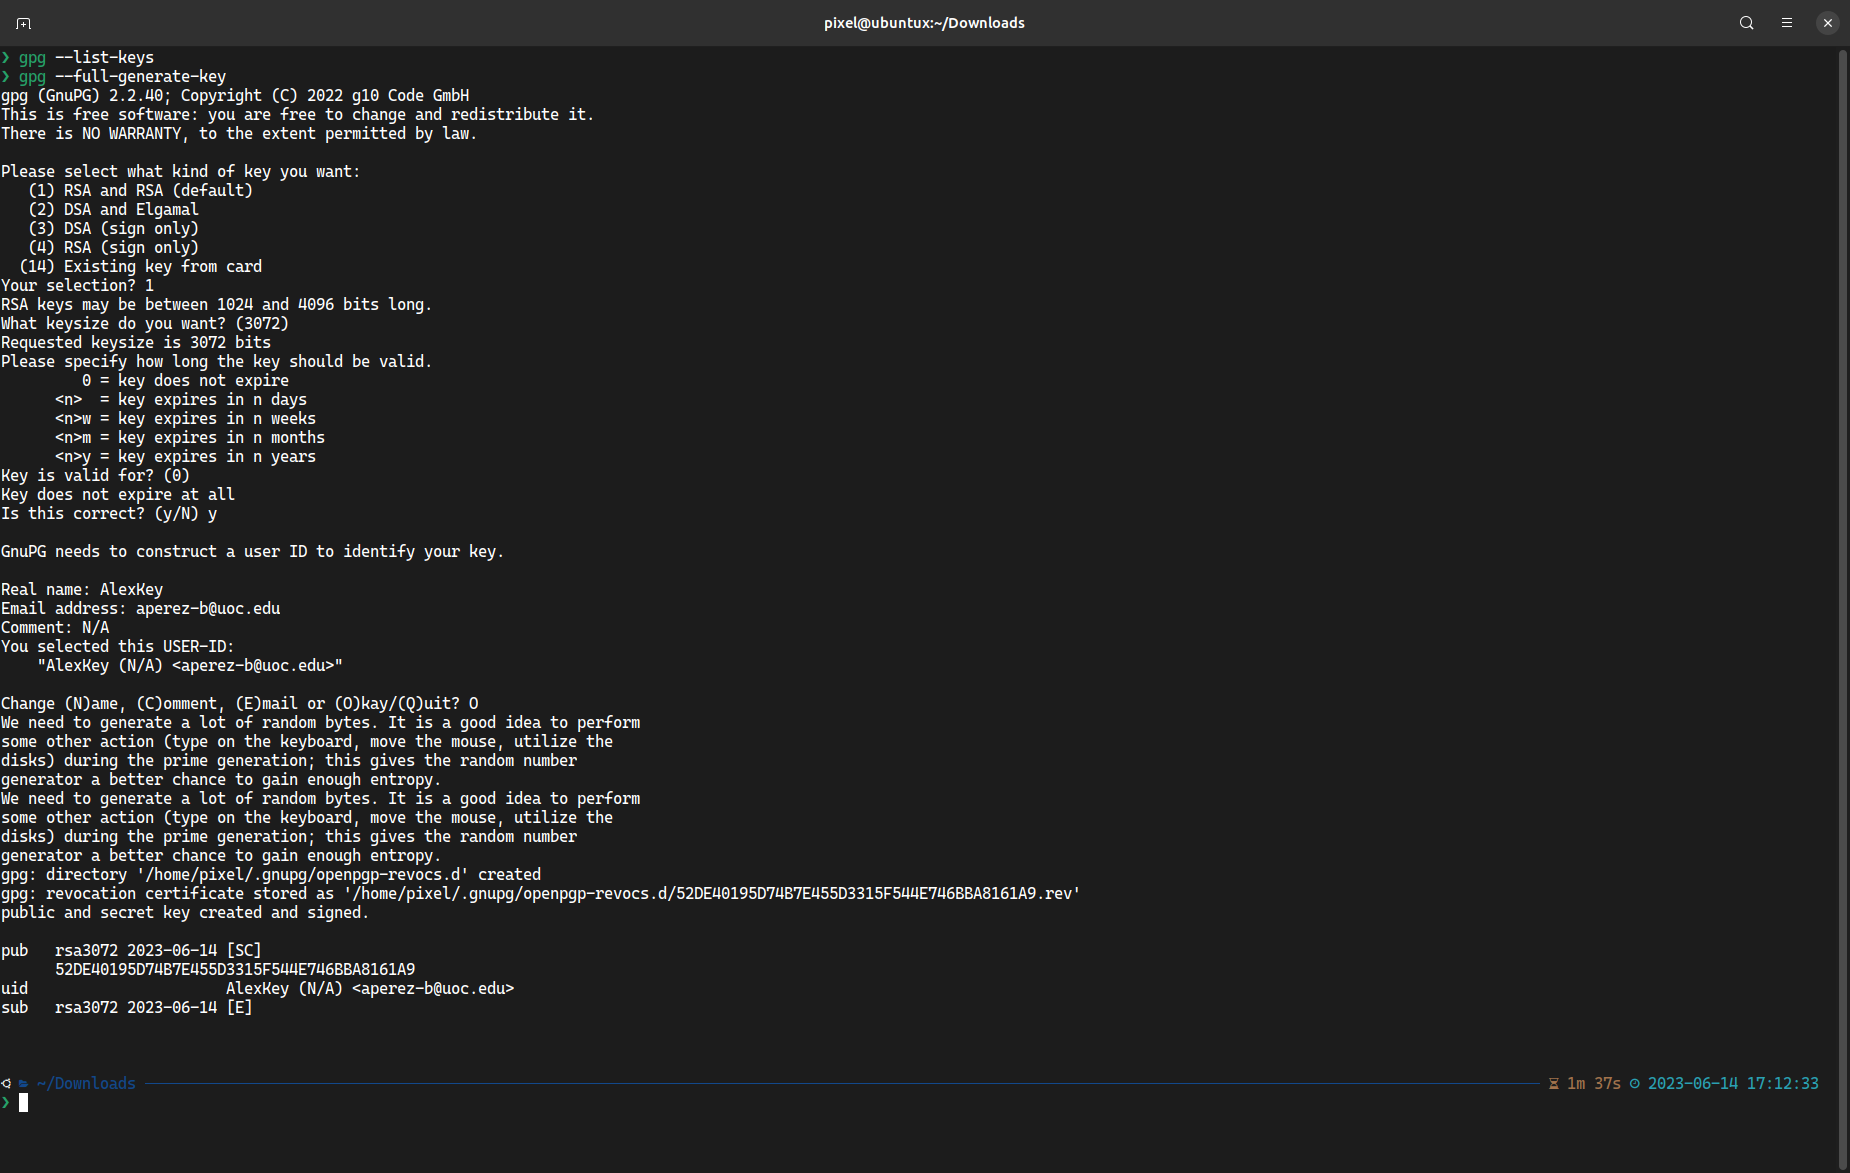 pixel@ubuntux:~/Downloads
❯ gpg --list-keys
❯ gpg --full-generate-key
gpg (GnuPG) 2.2.40; Copyright (C) 2022 g10 Code GmbH
This is free software: you are free to change and redistribute it.
There is NO WARRANTY, to the extent permitted by law.

Please select what kind of key you want:
   (1) RSA and RSA (default)
   (2) DSA and Elgamal
   (3) DSA (sign only)
   (4) RSA (sign only)
  (14) Existing key from card
Your selection? 1
RSA keys may be between 1024 and 4096 bits long.
What keysize do you want? (3072)
Requested keysize is 3072 bits
Please specify how long the key should be valid.
         0 = key does not expire
      <n>  = key expires in n days
      <n>w = key expires in n weeks
      <n>m = key expires in n months
      <n>y = key expires in n years
Key is valid for? (0)
Key does not expire at all
Is this correct? (y/N) y

GnuPG needs to construct a user ID to identify your key.

Real name: AlexKey
Email address: aperez-b@uoc.edu
Comment: N/A
You selected this USER-ID:
    "AlexKey (N/A) <aperez-b@uoc.edu>"

Change (N)ame, (C)omment, (E)mail or (O)kay/(Q)uit? O
We need to generate a lot of random bytes. It is a good idea to perform
some other action (type on the keyboard, move the mouse, utilize the
disks) during the prime generation; this gives the random number
generator a better chance to gain enough entropy.
We need to generate a lot of random bytes. It is a good idea to perform
some other action (type on the keyboard, move the mouse, utilize the
disks) during the prime generation; this gives the random number
generator a better chance to gain enough entropy.
gpg: directory '/home/pixel/.gnupg/openpgp-revocs.d' created
gpg: revocation certificate stored as '/home/pixel/.gnupg/openpgp-revocs.d/52DE40195D74B7E455D3315F544E746BBA8161A9.rev'
public and secret key created and signed.

pub   rsa3072 2023-06-14 [SC]
      52DE40195D74B7E455D3315F544E746BBA8161A9
uid                      AlexKey (N/A) <aperez-b@uoc.edu>
sub   rsa3072 2023-06-14 [E]

~/Downloads 1m 37s 2023-06-14 17:12:33
❯